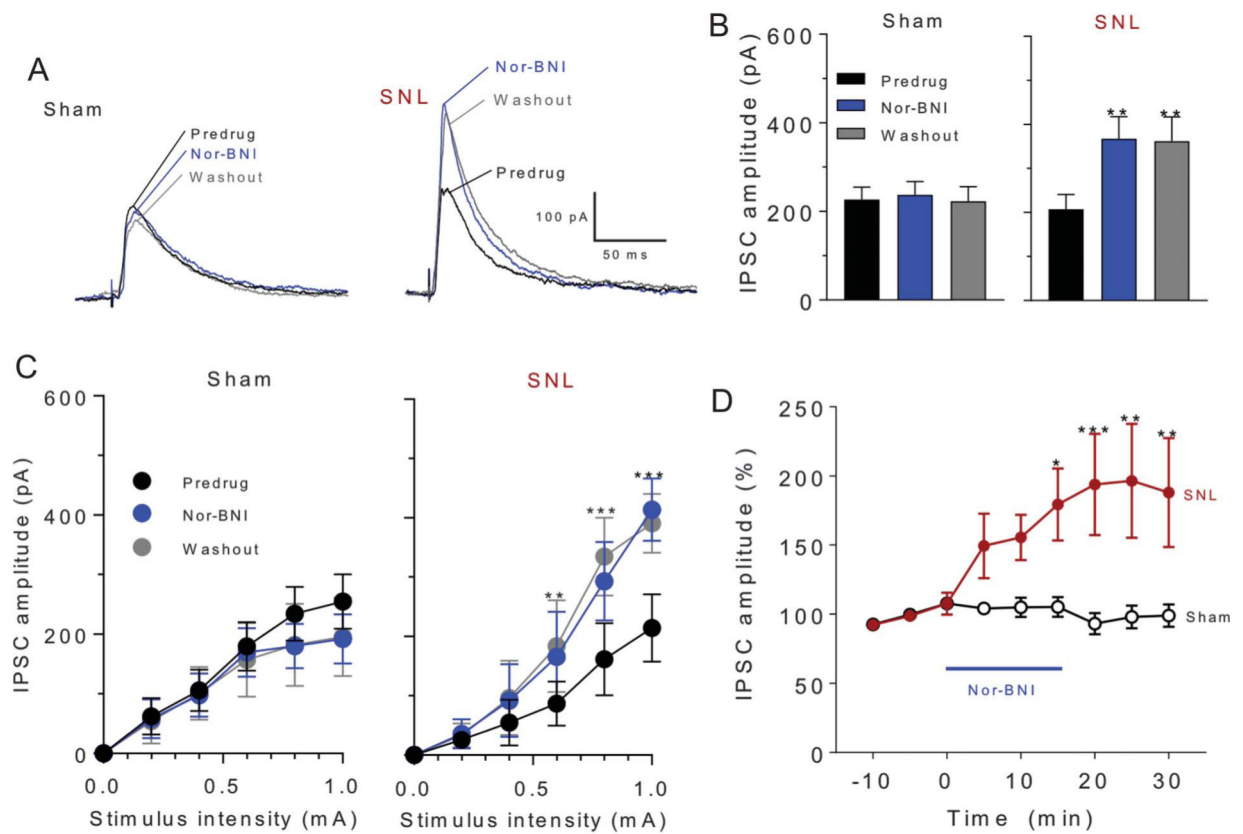 A
Sham
Predrug
Nor-BNI
Washout
SNL
Nor-BNI
Washout
Predrug
100 pA
50 ms
B
Sham
SNL
IPSC amplitude (pA)
600
400
200
0
Predrug
Nor-BNI
Washout
**
**
C
Sham
SNL
IPSC amplitude (pA)
600
400
200
0
Predrug
Nor-BNI
Washout
**
***
***
0.0
0.5
1.0
Stimulus intensity (mA)
0.0
0.5
1.0
Stimulus intensity (mA)
D
IPSC amplitude (%)
250
200
150
100
50
0
*
***
**
**
SNL
Sham
Nor-BNI
-10
0
10
20
30
Time (min)